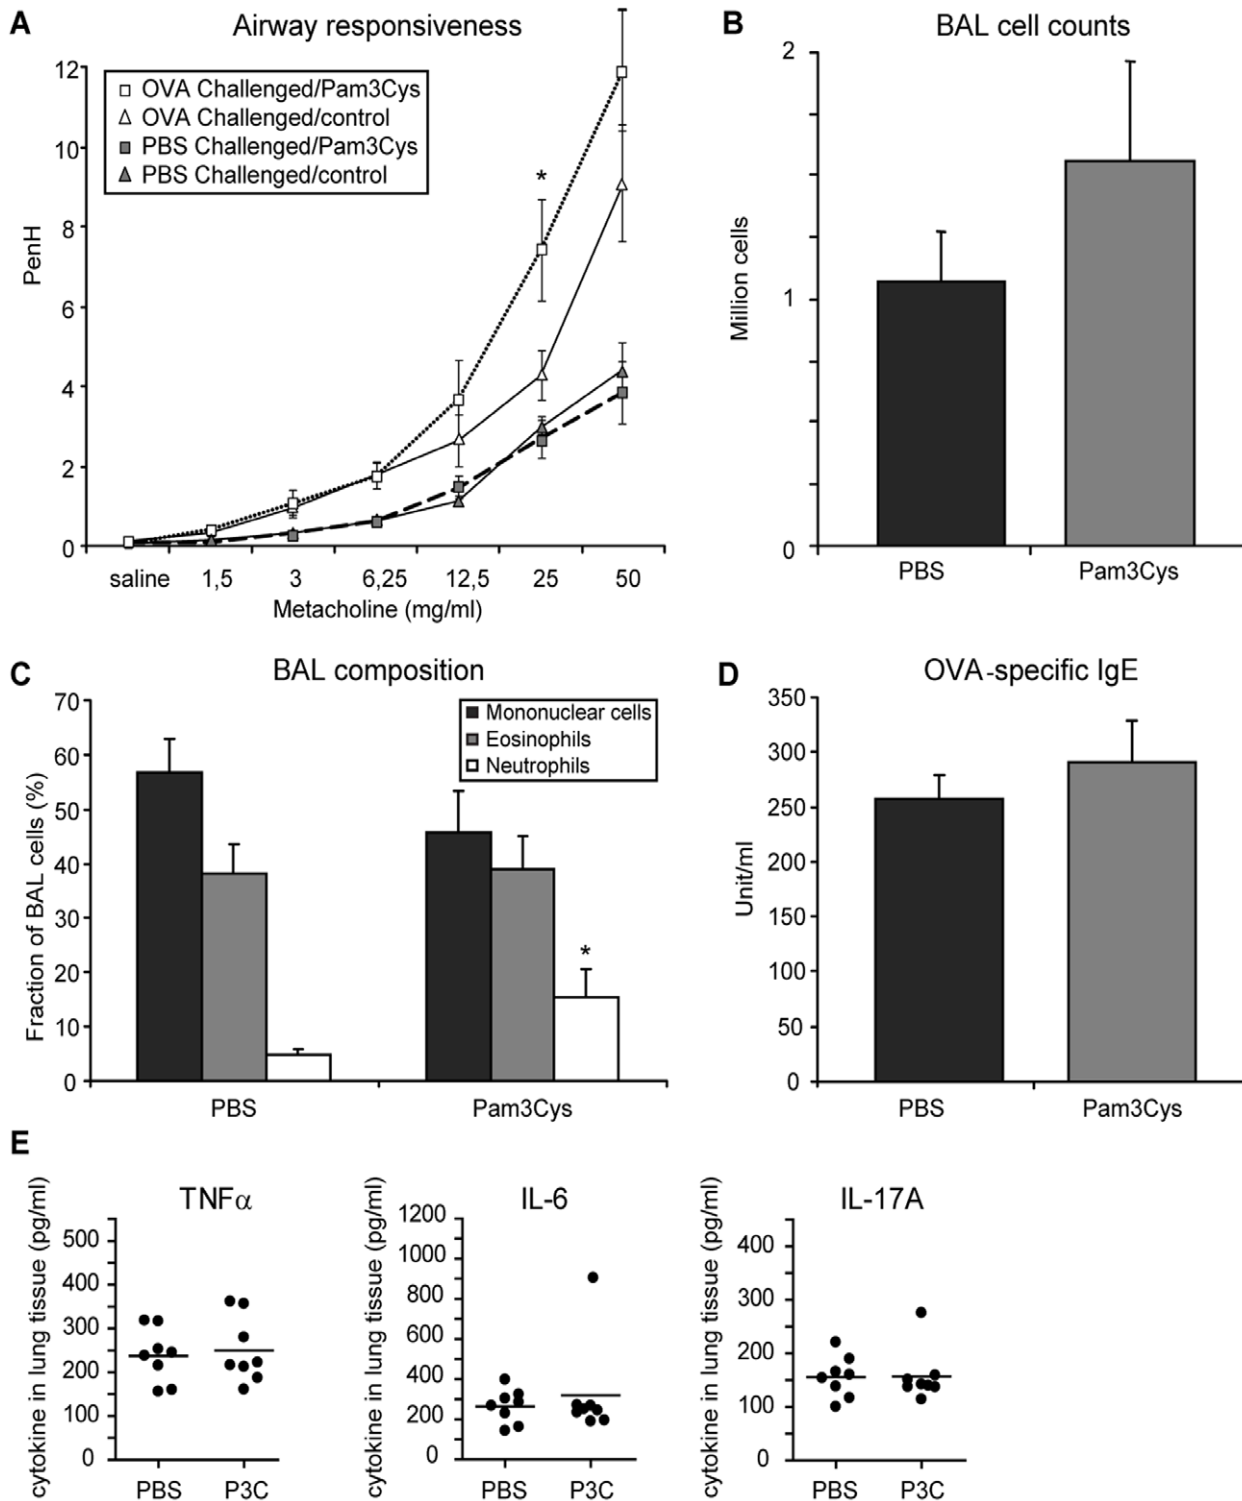 A
Airway responsiveness
12
10
8
6
4
2
0
PenH
OVA Challenged/Pam3Cys
OVA Challenged/control
PBS Challenged/Pam3Cys
PBS Challenged/control
*
saline 1,5 3 6,25 12,5 25 50
Metacholine (mg/ml)
B
BAL cell counts
2
1
0
Million cells
PBS Pam3Cys
C
BAL composition
70
60
50
40
30
20
10
0
Fraction of BAL cells (%)
Mononuclear cells
Eosinophils
Neutrophils
*
PBS Pam3Cys
D
OVA-specific IgE
350
300
250
200
150
100
50
0
Unit/ml
PBS Pam3Cys
E
TNFα
cytokine in lung tissue (pg/ml)
500
400
300
200
100
0
PBS P3C
IL-6
cytokine in lung tissue (pg/ml)
1200
1000
800
600
400
200
0
PBS P3C
IL-17A
cytokine in lung tissue (pg/ml)
400
300
200
100
0
PBS P3C